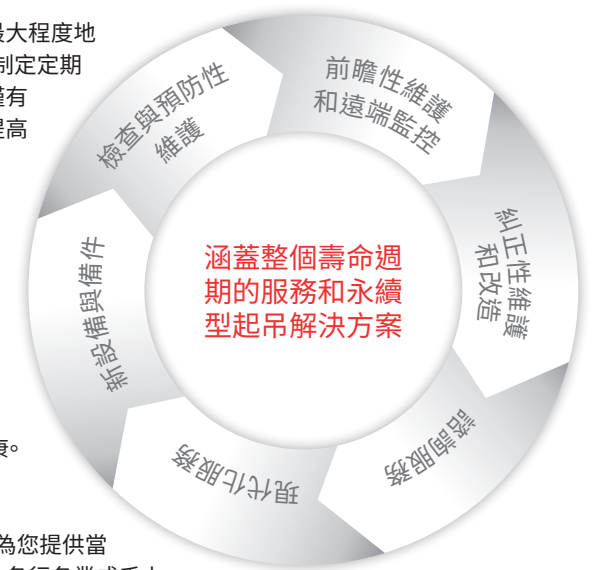 最大程度地
制定定期
僅有
提高
檢查與預防性
維護
前瞻性維護
和遠端監控
糾正性維護
和改造
諮詢服務
現代化服務
新設備與備件
涵蓋整個壽命週
期的服務和永續
型起吊解決方案
為您提供當